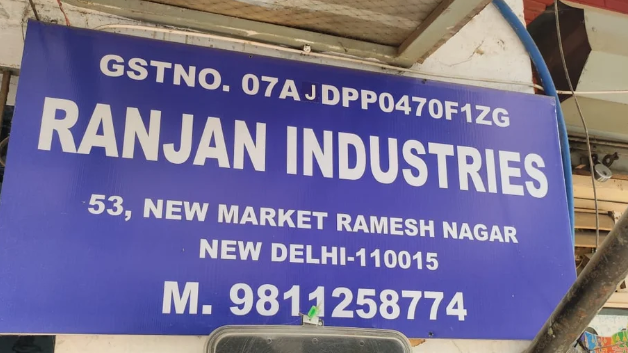 GSTNO. 07AJDPP0470F1ZG
RANJAN INDUSTRIES
53, NEW MARKET RAMESH NAGAR
NEW DELHI-110015
M. 9811258774